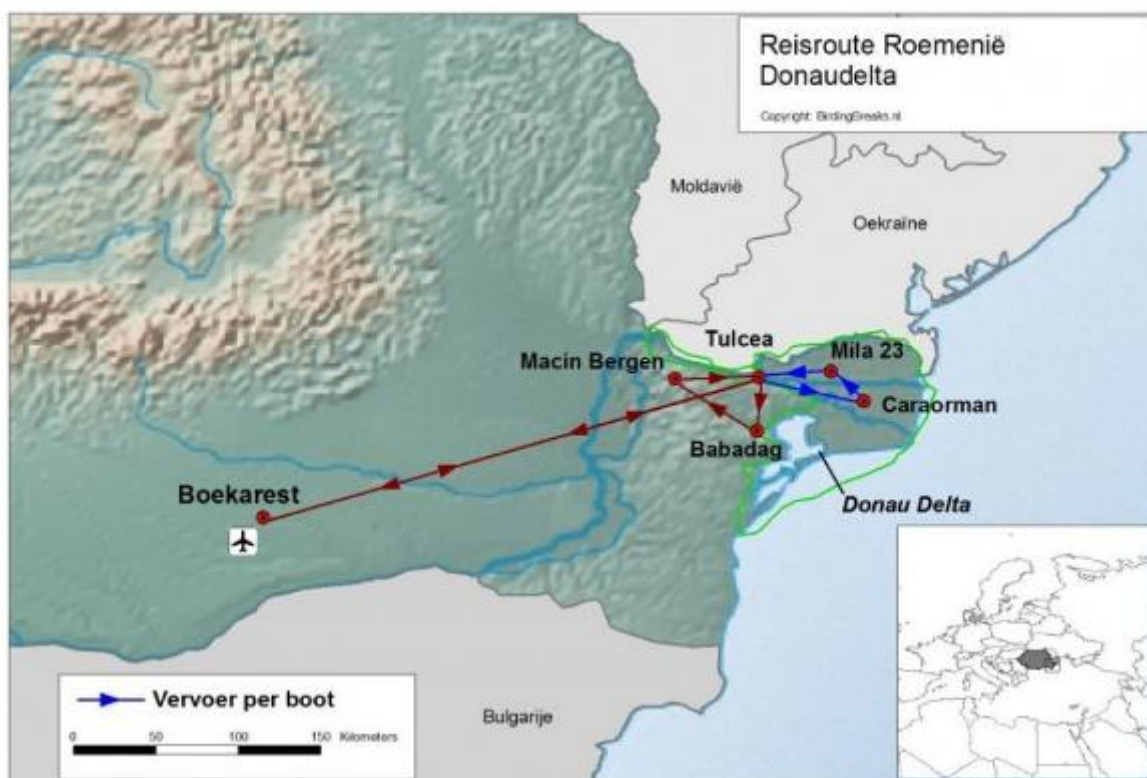 Reisroute Roemenië
Donaudelta
Copyright: BirdingBreaks.nl
Moldavië
Oekraïne
Tulcea
Mila 23
Macin Bergen
Caraorman
Babadag
Boekarest
Donau Delta
Vervoer per boot
0 50 100 150 Kilometers
Bulgarije